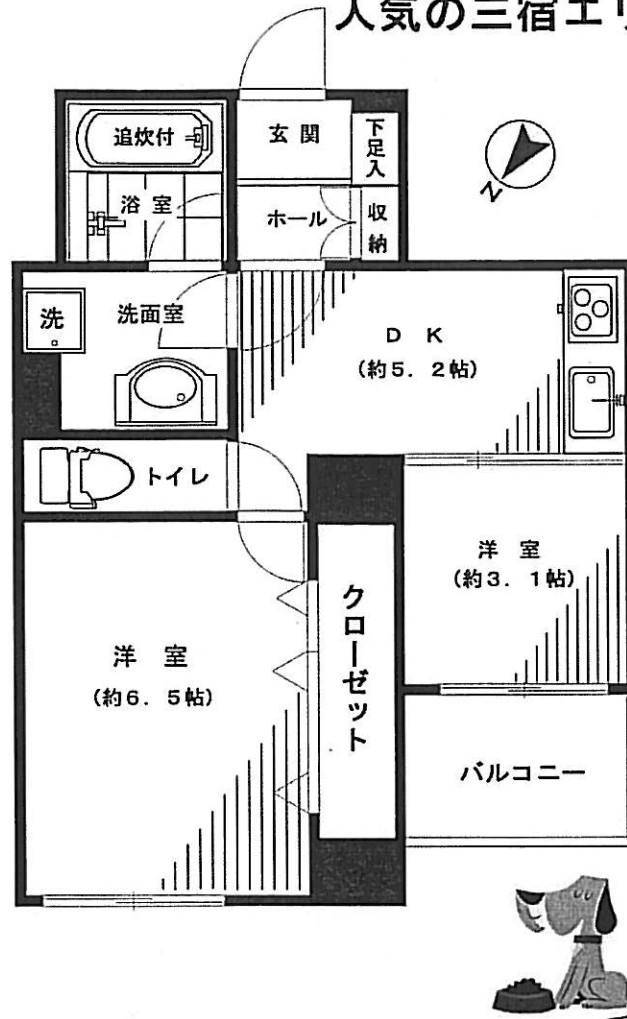 人気の三宿エリ
追炊付
玄関
下足入
浴室
ホール
収納
N
洗
洗面室
DK
(約5.2帖)
トイレ
洋室
(約3.1帖)
クローゼット
洋室
(約6.5帖)
バルコニー